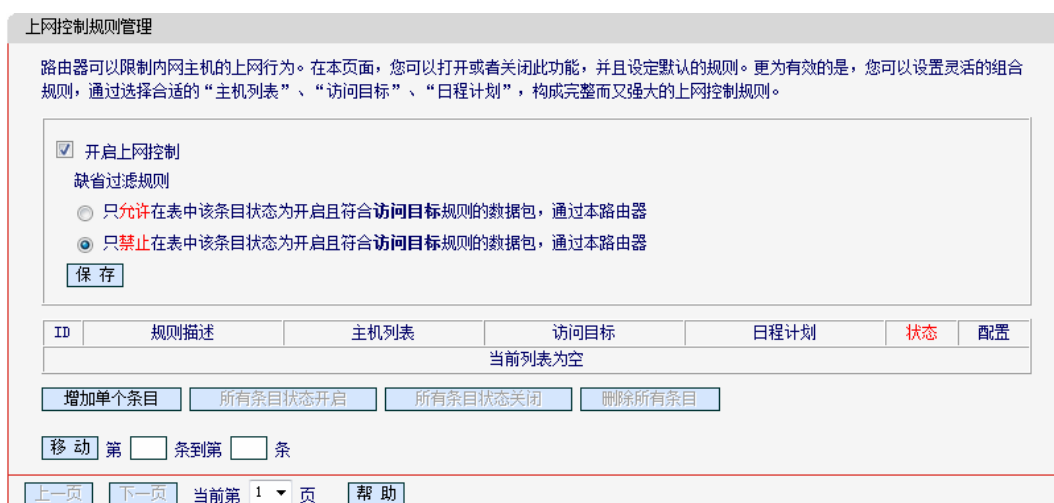 上网控制规则管理
路由器可以限制内网主机的上网行为。在本页面，您可以打开或者关闭此功能，并且设定默认的规则。更为有效的是，您可以设置灵活的组合
规则，通过选择合适的“主机列表”、“访问目标”、“日程计划”，构成完整而又强大的上网控制规则。
开启上网控制
缺省过滤规则
只允许在表中该条目状态为开启且符合访问目标规则的数据包，通过本路由器
只禁止在表中该条目状态为开启且符合访问目标规则的数据包，通过本路由器
保 存
ID 规则描述 主机列表 访问目标 日程计划 状态 配置
当前列表为空
增加单个条目 所有条目状态开启 所有条目状态关闭 删除所有条目
移 动 第 条到第 条
上一页 下一页 当前第 1 页 帮 助